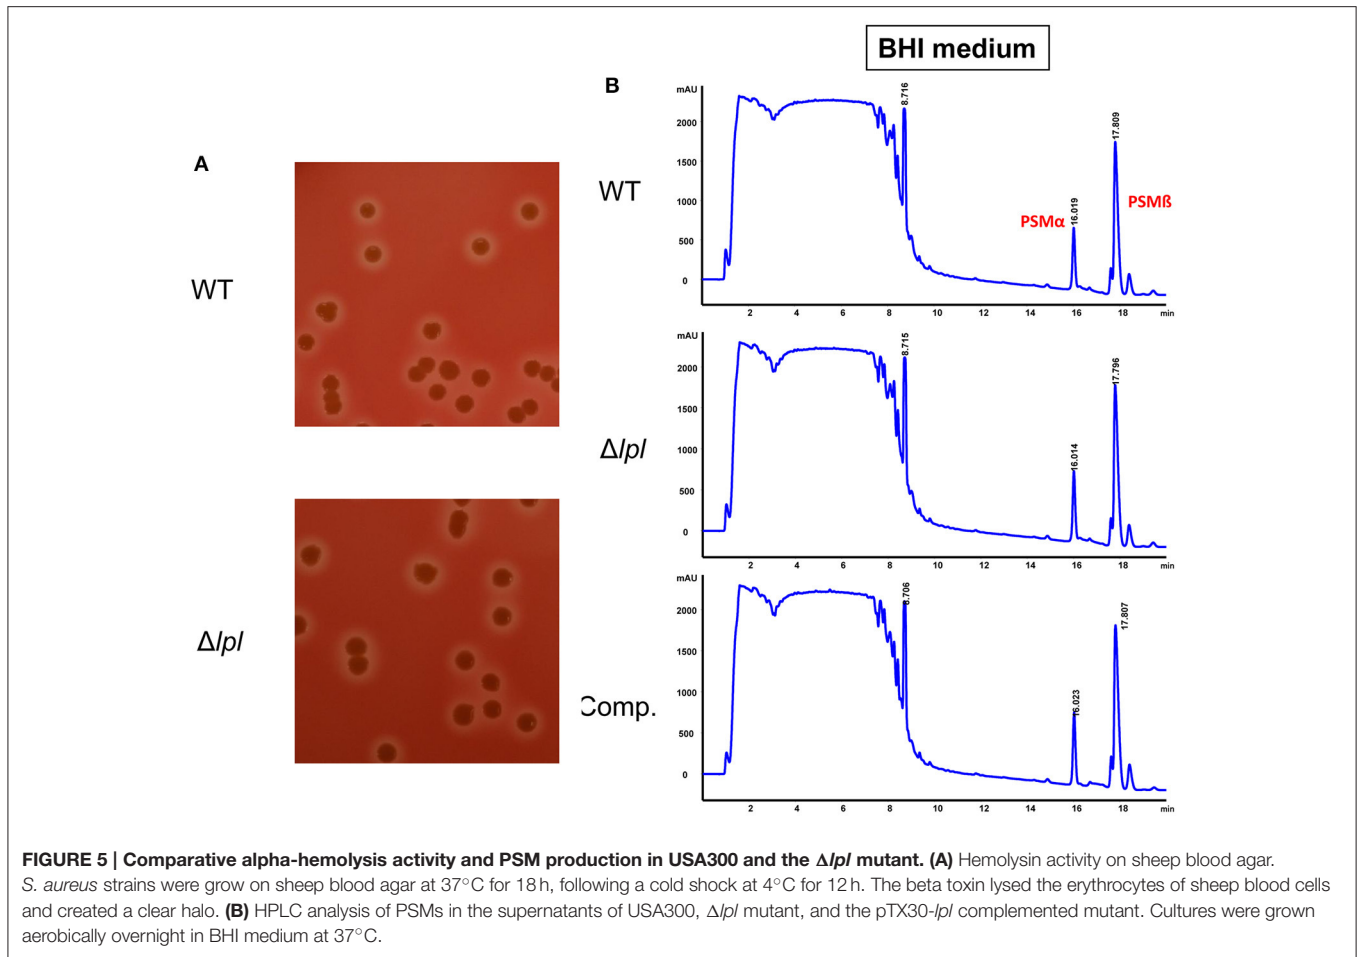 BHI medium
A
B
WT
Δlpl
WT
mAU
2000
1500
1000
500
0
8.716
16.019
17.809
PSMα
PSMß
2 4 6 8 10 12 14 16 18 min
Δlpl
mAU
2000
1500
1000
500
0
8.715
16.014
17.796
2 4 6 8 10 12 14 16 18 min
Comp.
mAU
2000
1500
1000
500
0
8.706
16.023
17.807
2 4 6 8 10 12 14 16 18 min
FIGURE 5 | Comparative alpha-hemolysis activity and PSM production in USA300 and the Δlpl mutant. (A) Hemolysin activity on sheep blood agar.
S. aureus strains were grow on sheep blood agar at 37°C for 18 h, following a cold shock at 4°C for 12 h. The beta toxin lysed the erythrocytes of sheep blood cells
and created a clear halo. (B) HPLC analysis of PSMs in the supernatants of USA300, Δlpl mutant, and the pTX30-lpl complemented mutant. Cultures were grown
aerobically overnight in BHI medium at 37°C.